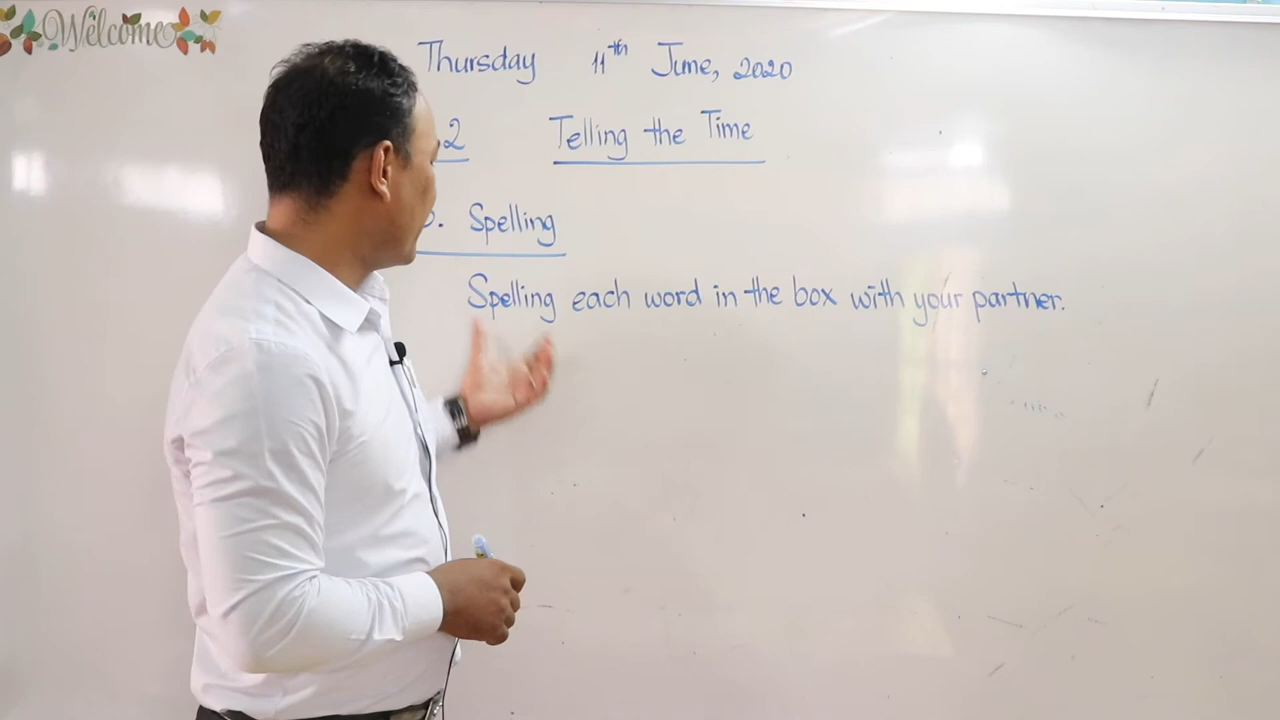 Welcome
Thursday 11th June, 2020
.2 Telling the Time
. Spelling
Spelling each word in the box with your partner.